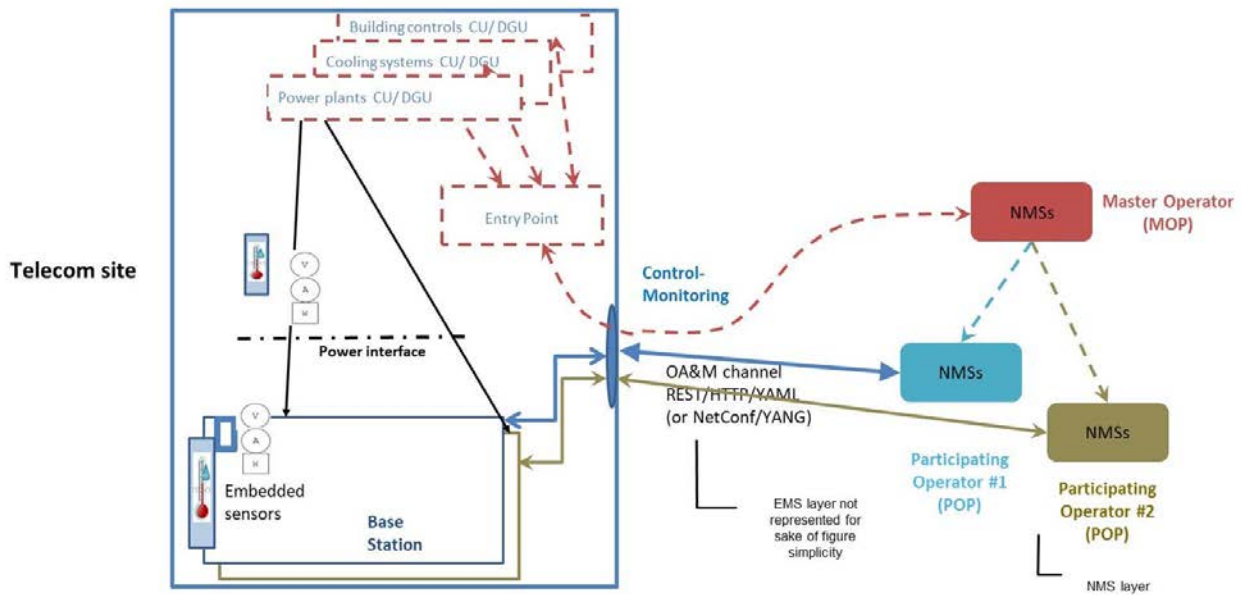 Building controls CU/ DGU
Cooling systems CU/ DGU
Power plants CU/DGU
Entry Point
NMSs
Master Operator
(MOP)
Telecom site
V
A
W
Control-
Monitoring
Power interface
NMSs
OA&M channel
REST/HTTP/YAML
(or NetConf/YANG)
NMSs
V
A
W
Embedded
sensors
Base
Station
Participating
Operator #1
(POP)
Participating
Operator #2
(POP)
EMS layer not
represented for
sake of figure
simplicity
NMS layer